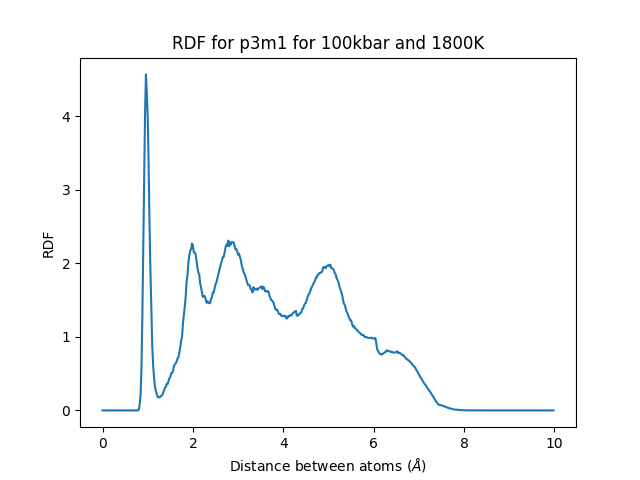 RDF for p3m1 for 100kbar and 1800K
RDF
4
3
2
1
0
0 2 4 6 8 10
Distance between atoms (Å)